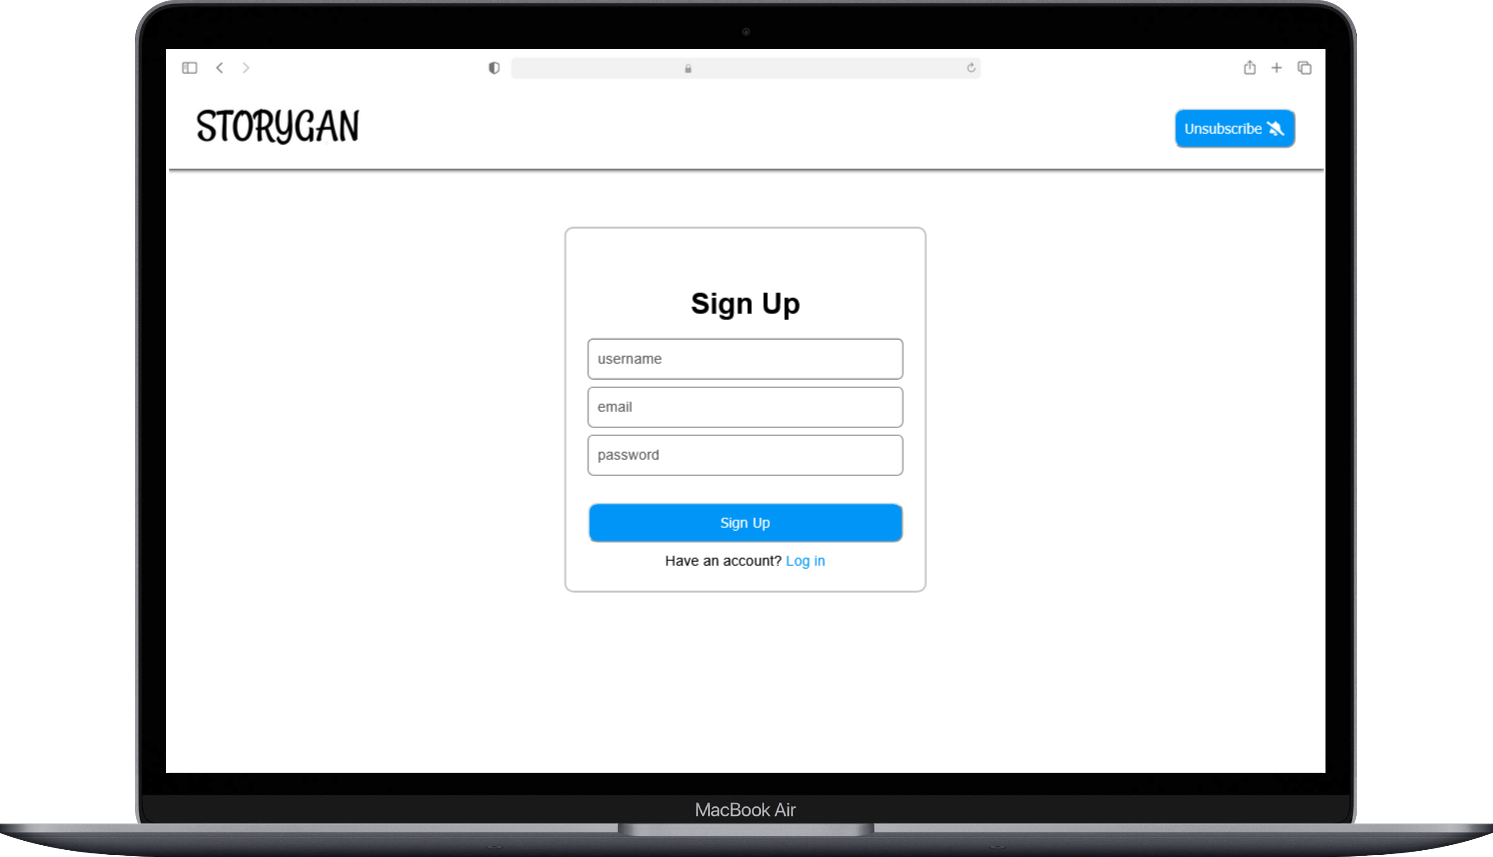 STORYGAN
Unsubscribe
Sign Up
username
email
password
Sign Up
Have an account? Log in
MacBook Air